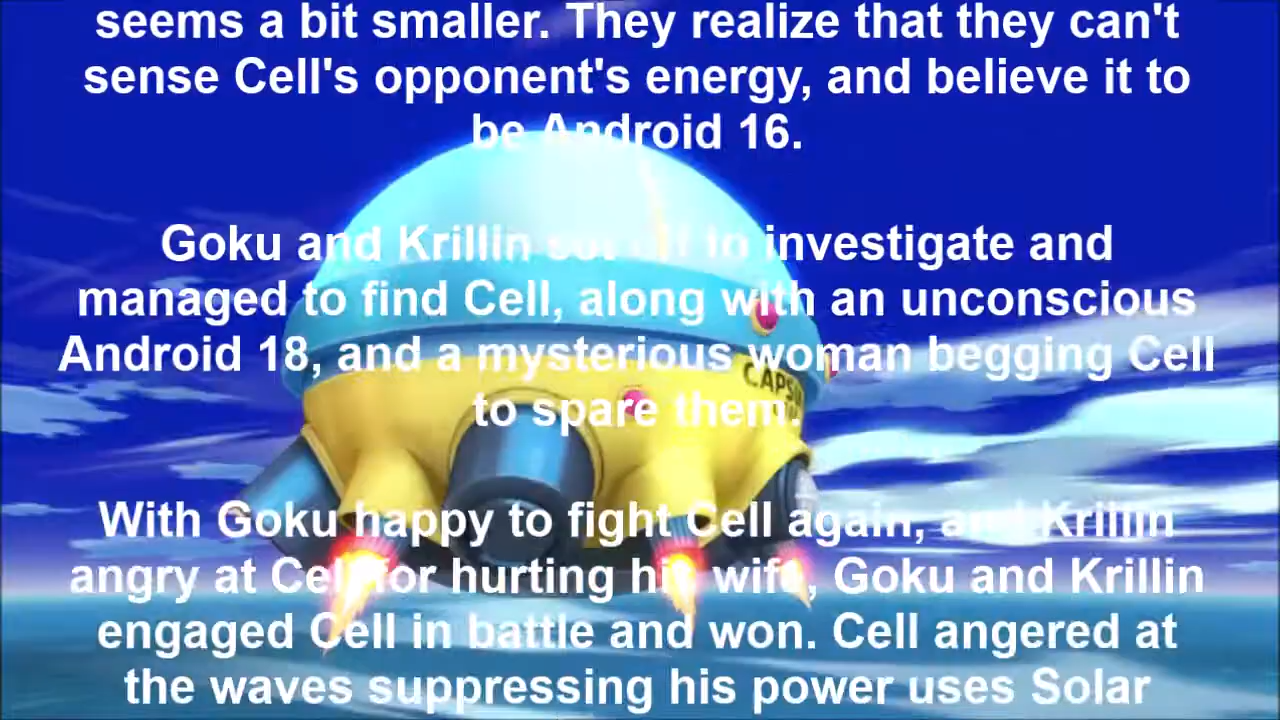 seems a bit smaller. They realize that they can't
sense Cell's opponent's energy, and believe it to
be Android 16.
Goku and Krillin set off to investigate and
managed to find Cell, along with an unconscious
Android 18, and a mysterious woman begging Cell
to spare them.
With Goku happy to fight Cell again, and Krillin
angry at Cell for hurting his wife, Goku and Krillin
engaged Cell in battle and won. Cell angered at
the waves suppressing his power uses Solar